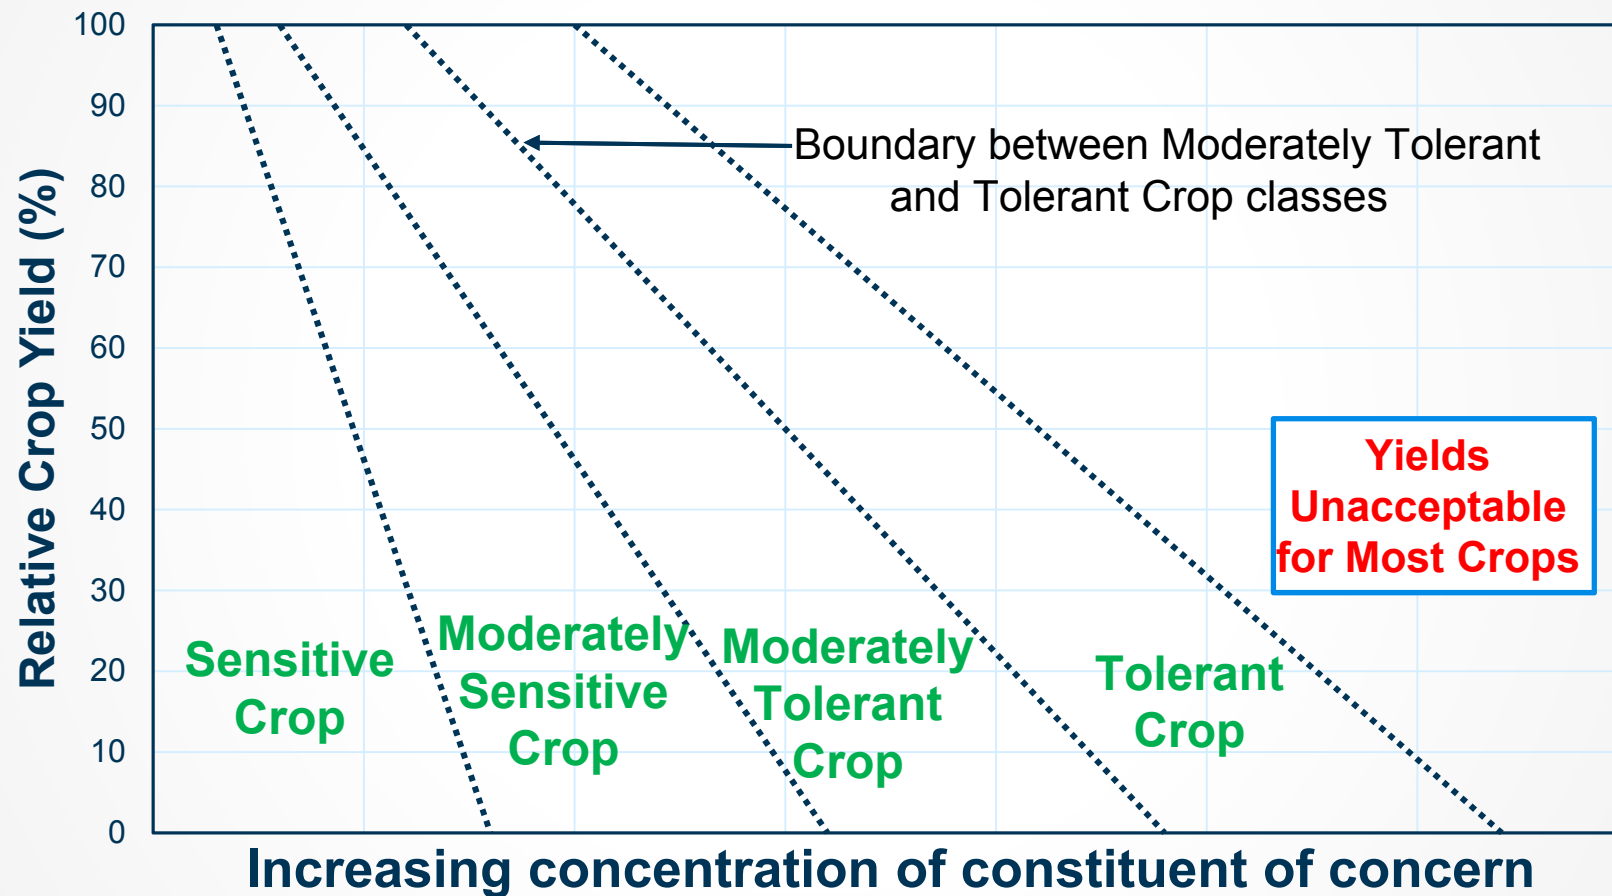 Relative Crop Yield (%)
100
90
80
70
60
50
40
30
20
10
0
Boundary between Moderately Tolerant
and Tolerant Crop classes
Yields
Unacceptable
for Most Crops
Sensitive
Crop
Moderately
Sensitive
Crop
Moderately
Tolerant
Crop
Tolerant
Crop
Increasing concentration of constituent of concern